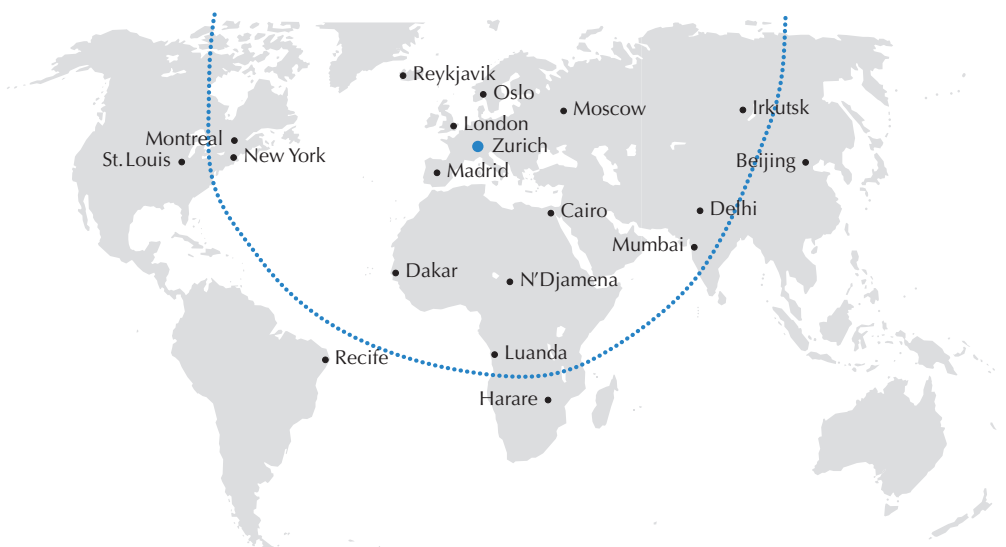 Reykjavik
Oslo
Moscow
Irkutsk
London
Montreal
Zurich
St. Louis
New York
Beijing
Madrid
Cairo
Delhi
Mumbai
Dakar
N'Djamena
Luanda
Recife
Harare